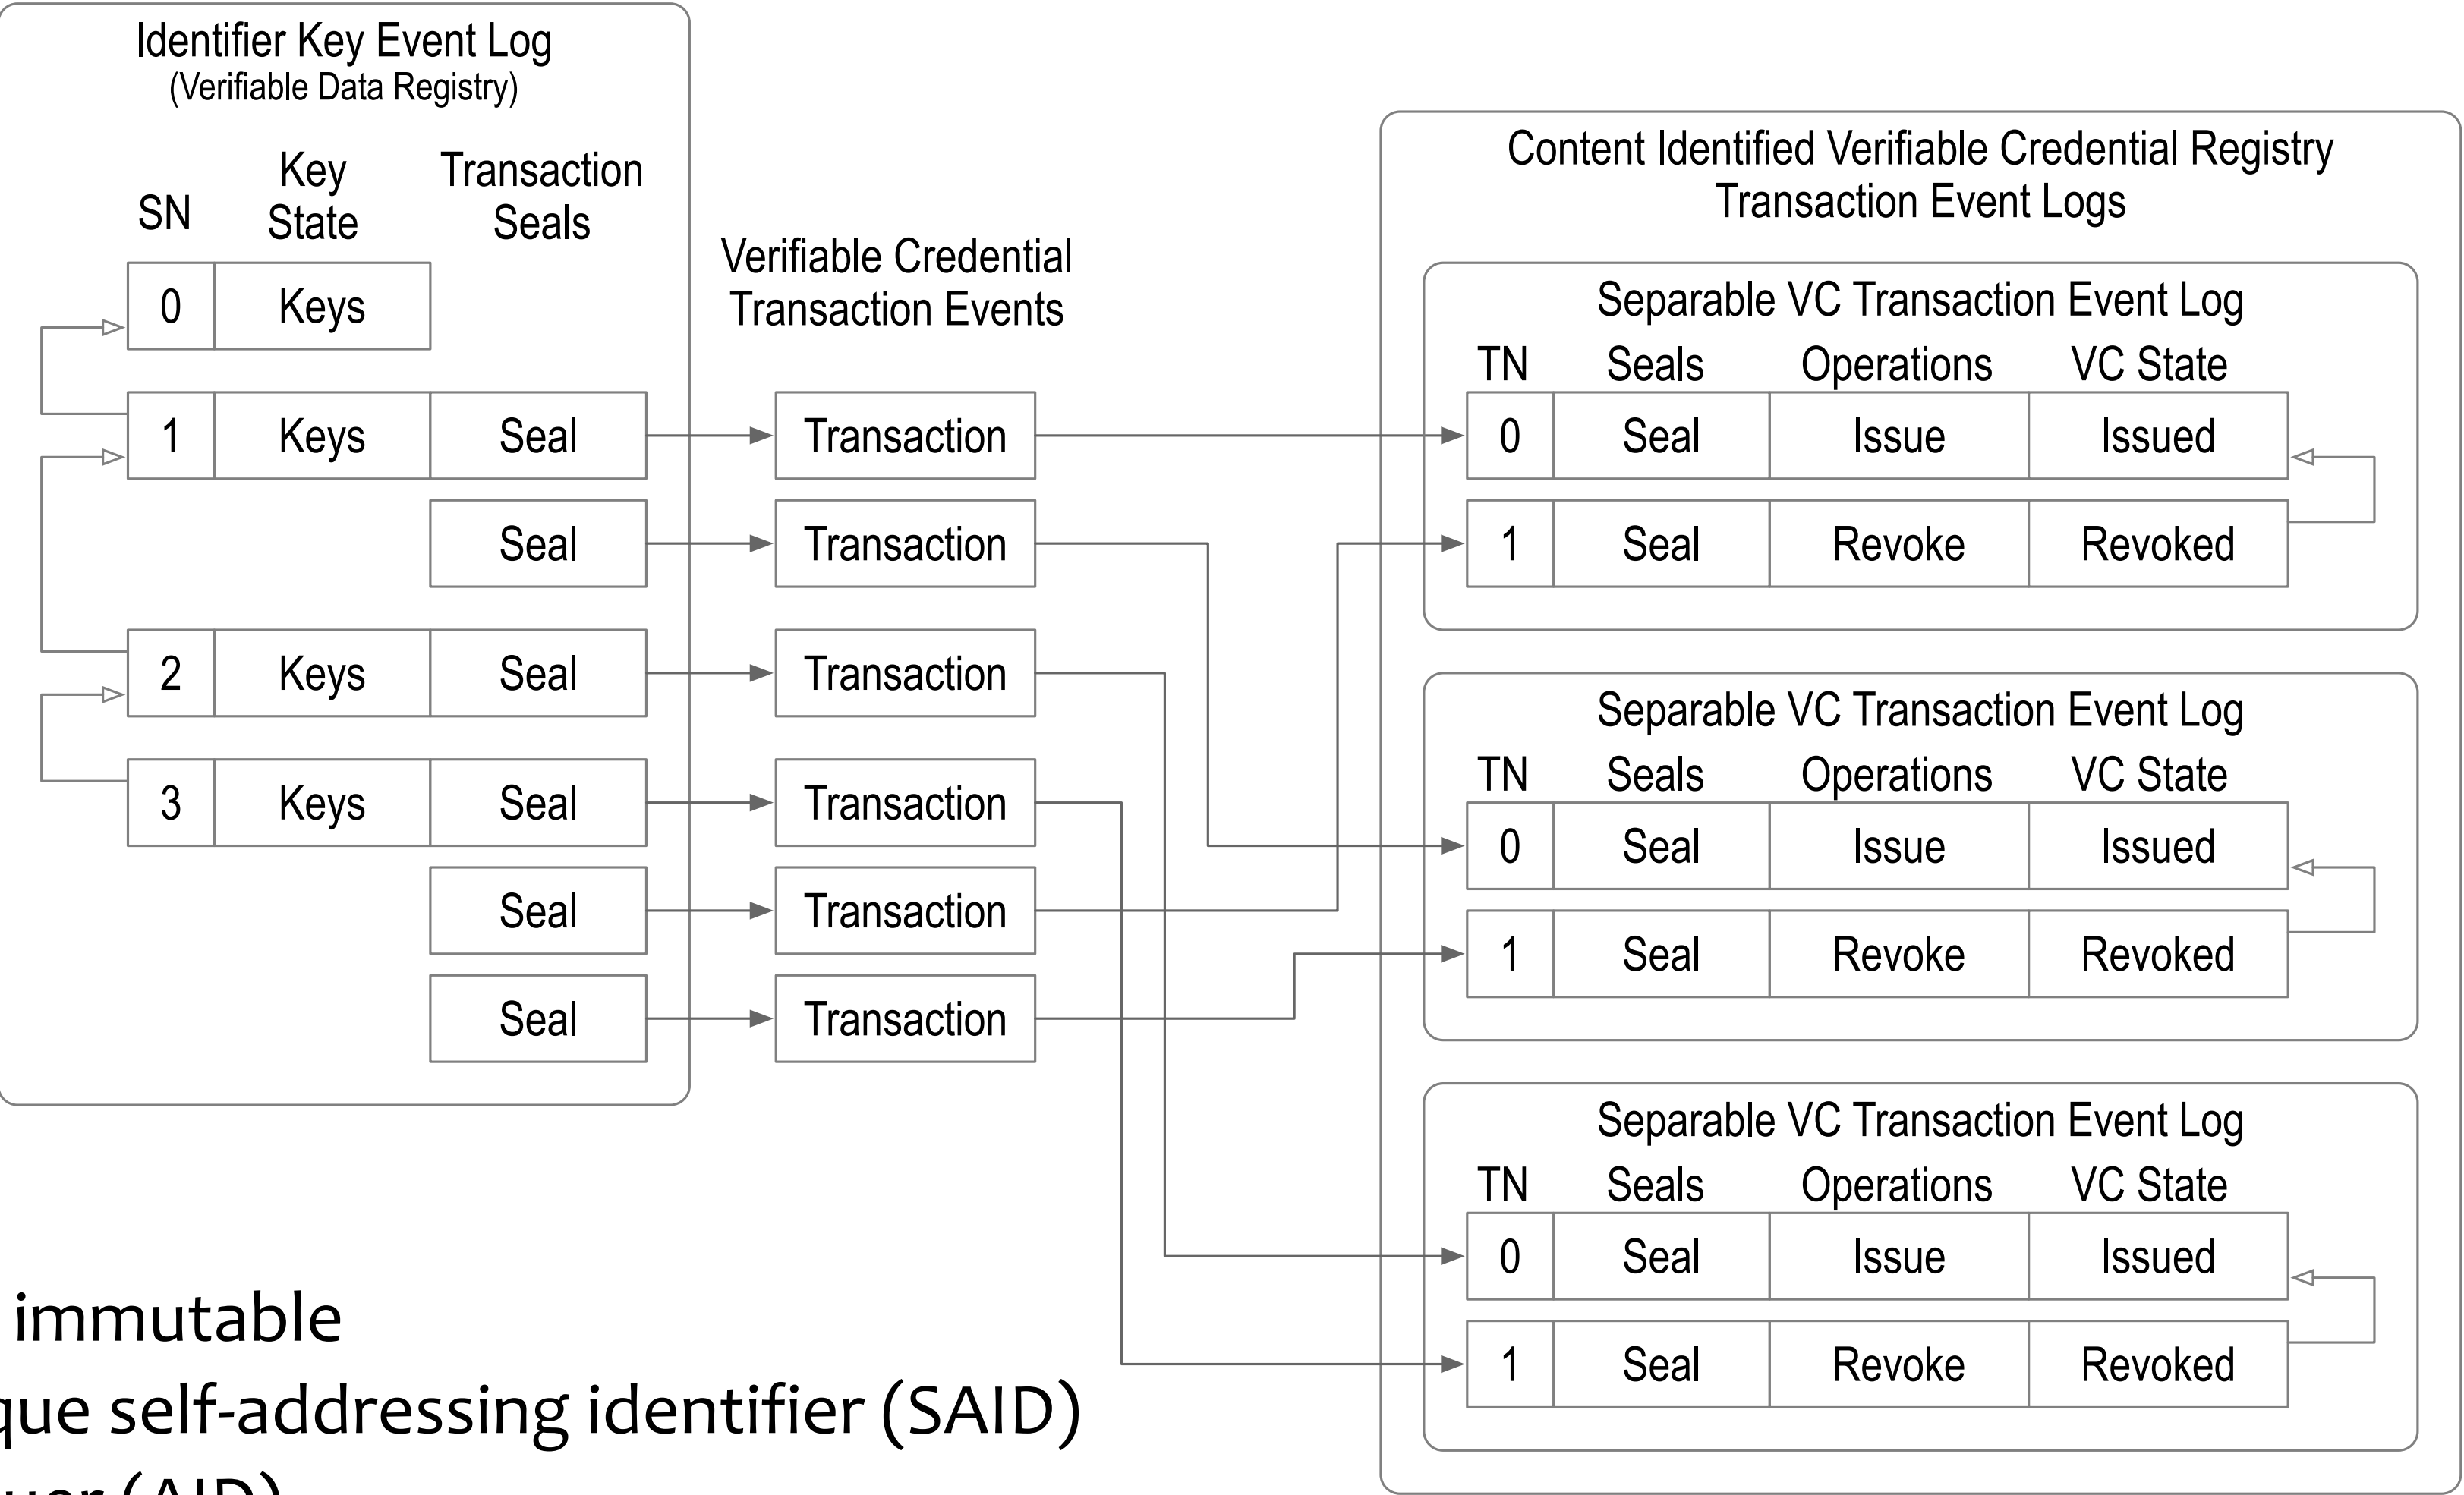 Identifier Key Event Log
(Verifiable Data Registry)
SN
Key
State
Transaction
Seals
0 Keys
1 Keys Seal
Seal
2 Keys Seal
3 Keys Seal
Seal
Seal
Verifiable Credential
Transaction Events
Transaction
Transaction
Transaction
Transaction
Transaction
Transaction
Content Identified Verifiable Credential Registry
Transaction Event Logs
Separable VC Transaction Event Log
TN Seals Operations VC State
0 Seal Issue Issued
1 Seal Revoke Revoked
Separable VC Transaction Event Log
TN Seals Operations VC State
0 Seal Issue Issued
1 Seal Revoke Revoked
Separable VC Transaction Event Log
TN Seals Operations VC State
0 Seal Issue Issued
1 Seal Revoke Revoked
immutable
self-addressing identifier (SAID)
(AID)